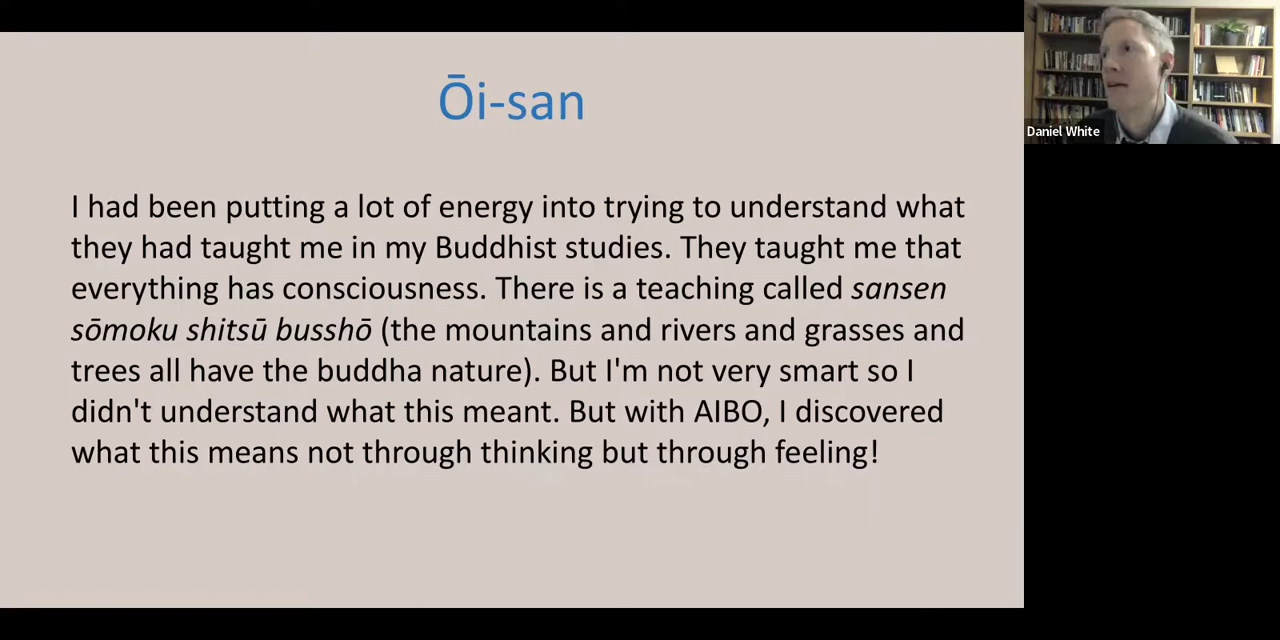 Ōi-san
I had been putting a lot of energy into trying to understand what
they had taught me in my Buddhist studies. They taught me that
everything has consciousness. There is a teaching called sansen
sōmoku shitsū busshō (the mountains and rivers and grasses and
trees all have the buddha nature). But I'm not very smart so I
didn't understand what this meant. But with AIBO, I discovered
what this means not through thinking but through feeling!
Daniel White